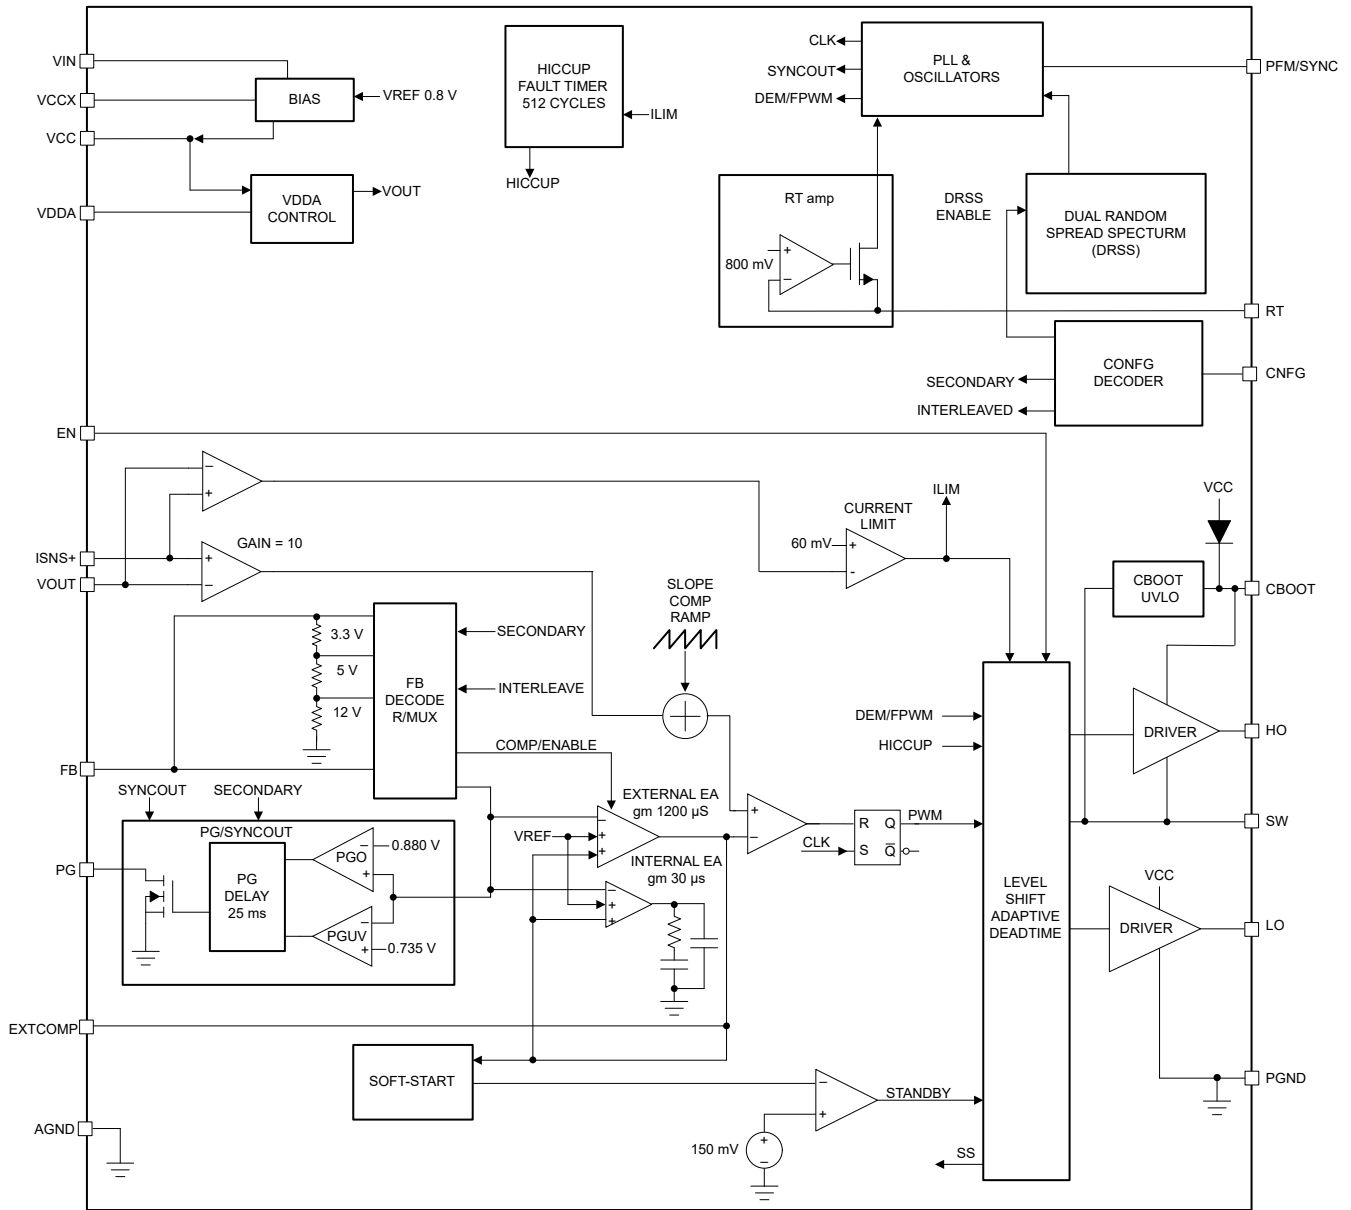 VIN
VCCX
VCC
VDDA
BIAS
VREF 0.8 V
VDDA
CONTROL
VOUT
HICCUP
FAULT TIMER
512 CYCLES
ILIM
HICCUP
CLK
SYNCOUT
DEM/FPWM
PLL &
OSCILLATORS
PFM/SYNC
RT amp
800 mV
+
−
DRSS
ENABLE
DUAL RANDOM
SPREAD SPECTURM
(DRSS)
RT
CONFG
DECODER
CNFG
SECONDARY
INTERLEAVED
EN
−
+
ISNS+
VOUT
+
−
GAIN = 10
CURRENT
LIMIT
60 mV
+
-
ILIM
VCC
CBOOT
UVLO
CBOOT
SLOPE
COMP
RAMP
3.3 V
5 V
12 V
FB
DECODE
R/MUX
SECONDARY
INTERLEAVE
COMP/ENABLE
FB
DEM/FPWM
HICCUP
DRIVER
HO
SYNCOUT
SECONDARY
PG/SYNCOUT
PG
PG
DELAY
25 ms
PGO
−
+
0.880 V
PGUV
−
+
0.735 V
EXTERNAL EA
gm 1200 µS
VREF
−
+
+
INTERNAL EA
gm 30 µs
−
+
+
+
−
R
Q
S
Q
CLK
PWM
SW
LEVEL
SHIFT
ADAPTIVE
DEADTIME
VCC
DRIVER
LO
EXTCOMP
SOFT-START
−
+
STANDBY
150 mV
+
−
SS
PGND
AGND